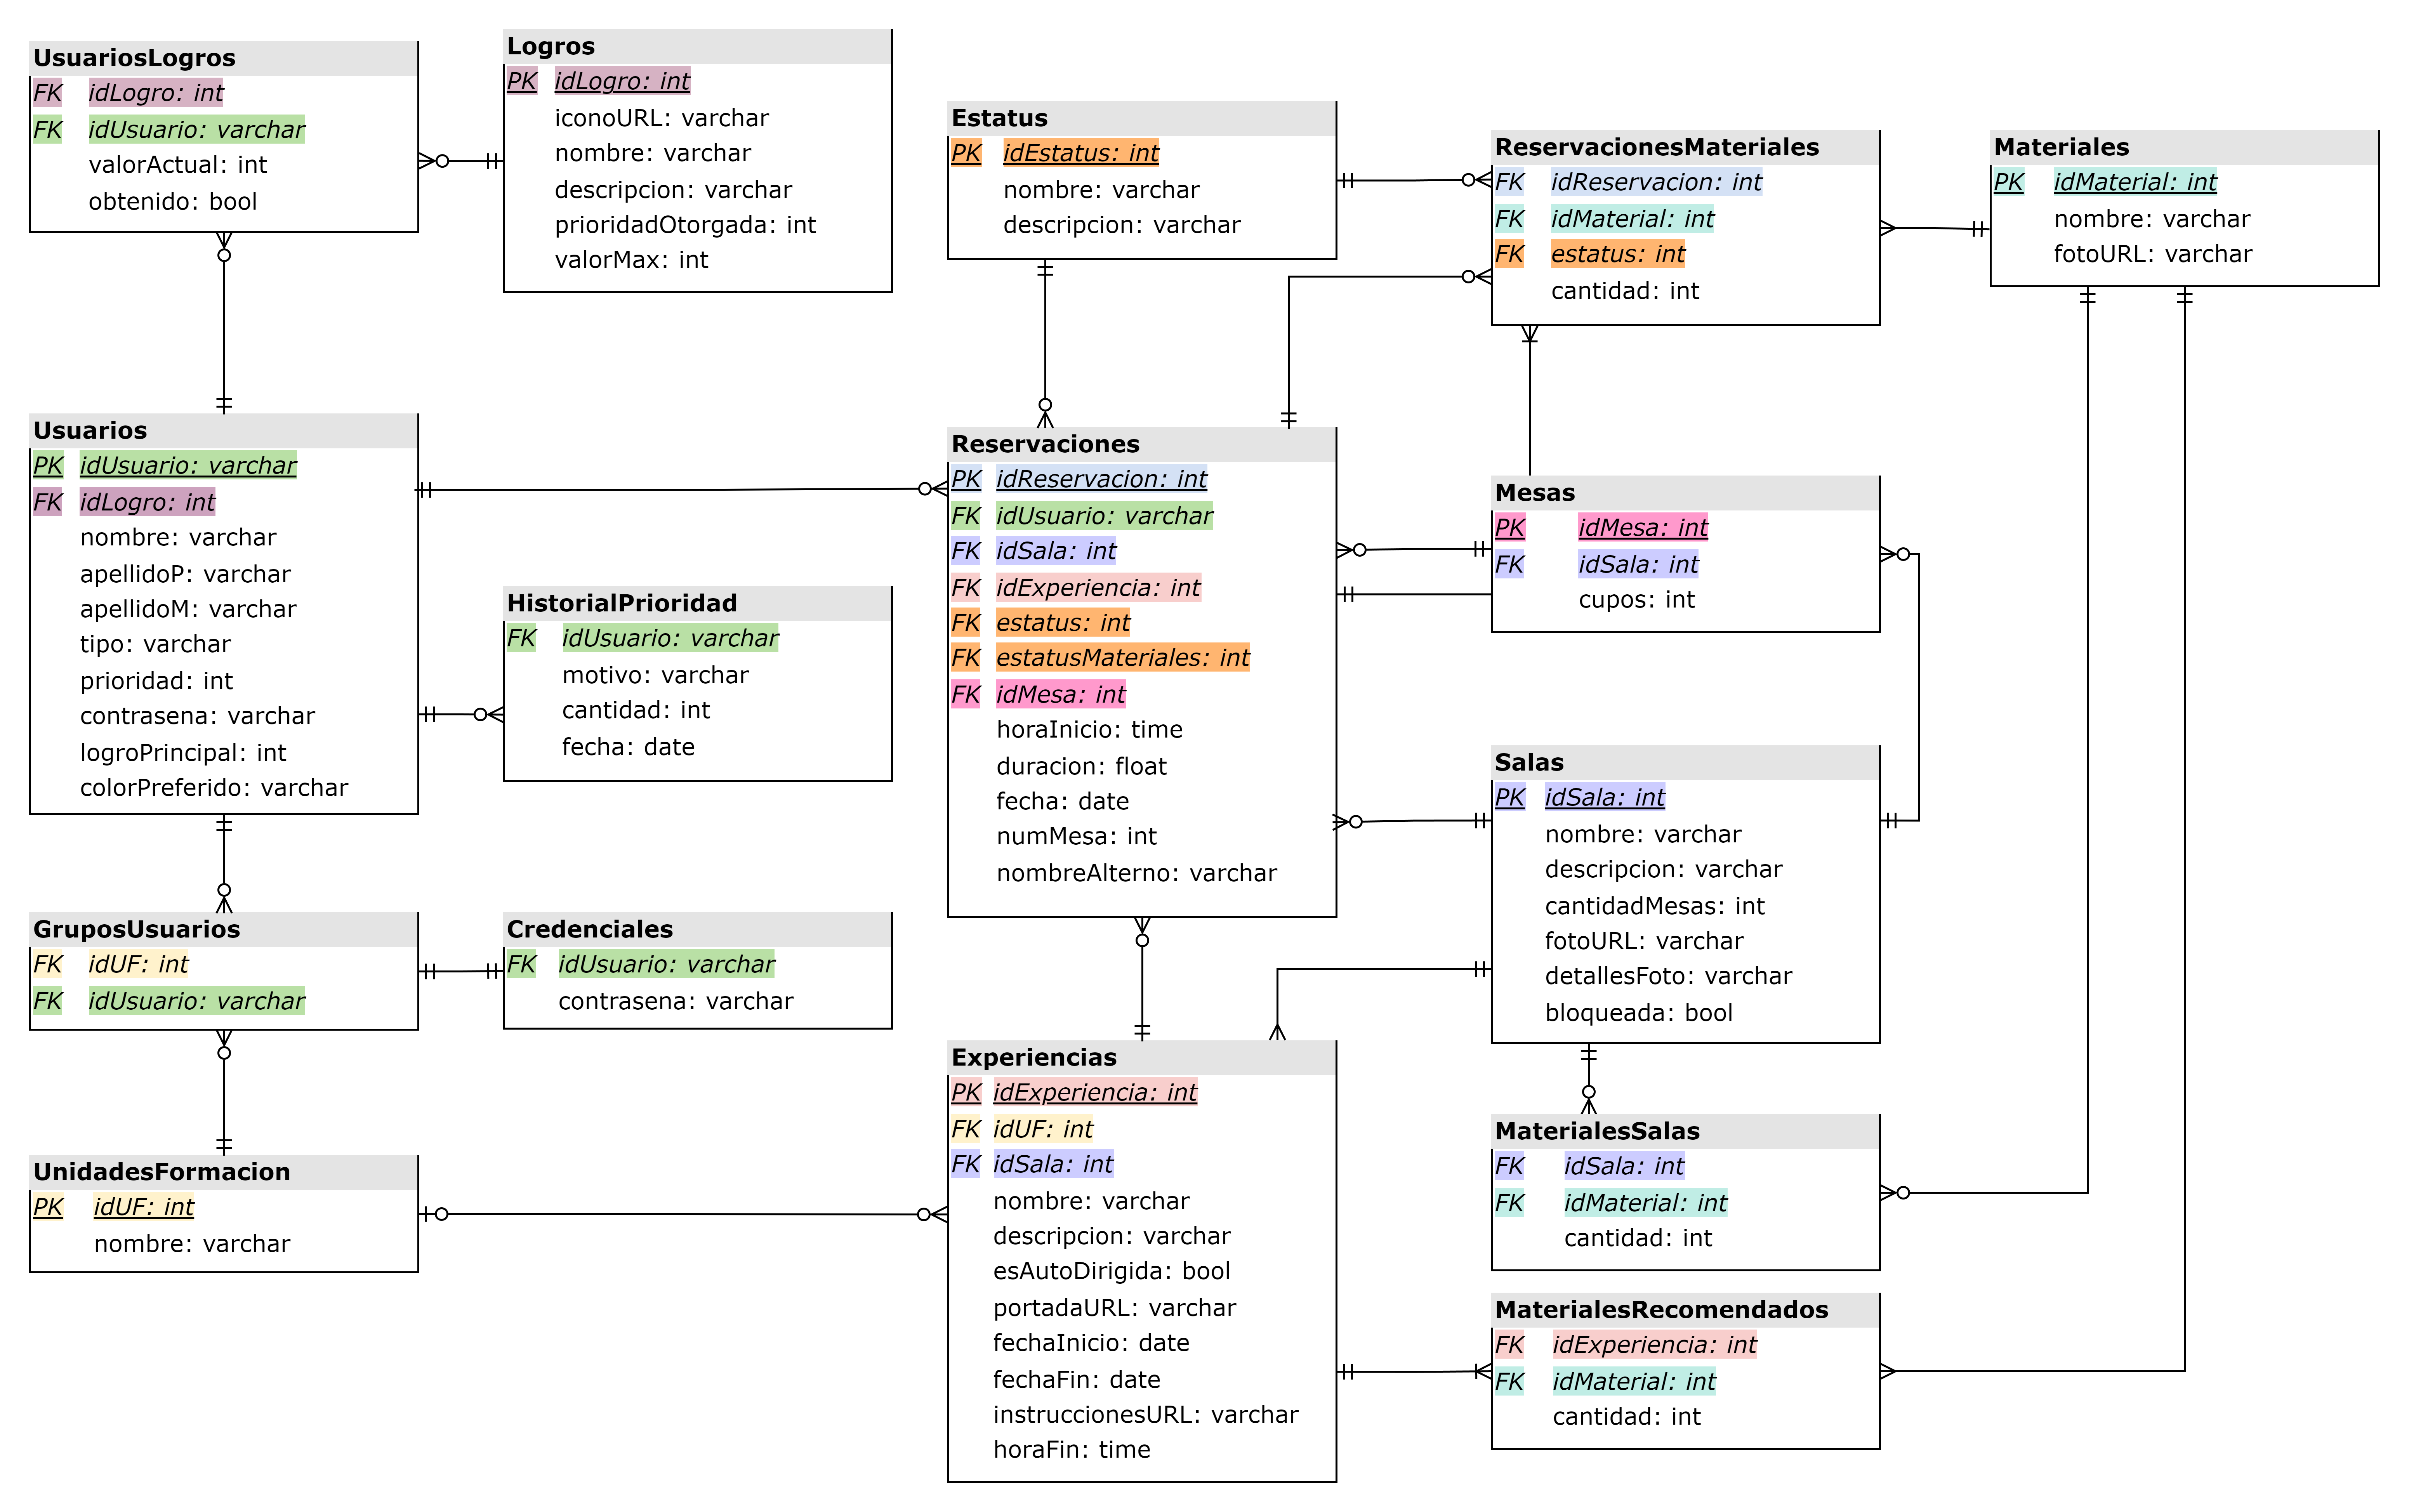 UsuariosLogros
FK idLogro: int
FK idUsuario: varchar
valorActual: int
obtenido: bool
Logros
PK idLogro: int
iconoURL: varchar
nombre: varchar
descripcion: varchar
prioridadOtorgada: int
valorMax: int
Estatus
PK idEstatus: int
nombre: varchar
descripcion: varchar
ReservacionesMateriales
FK idReservacion: int
FK idMaterial: int
FK estatus: int
cantidad: int
Materiales
PK idMaterial: int
nombre: varchar
fotoURL: varchar
Usuarios
PK idUsuario: varchar
FK idLogro: int
nombre: varchar
apellidoP: varchar
apellidoM: varchar
tipo: varchar
prioridad: int
contrasena: varchar
logroPrincipal: int
colorPreferido: varchar
HistorialPrioridad
FK idUsuario: varchar
motivo: varchar
cantidad: int
fecha: date
Reservaciones
PK idReservacion: int
FK idUsuario: varchar
FK idSala: int
FK idExperiencia: int
FK estatus: int
FK estatusMateriales: int
FK idMesa: int
horaInicio: time
duracion: float
fecha: date
numMesa: int
nombreAlterno: varchar
Mesas
PK idMesa: int
FK idSala: int
cupos: int
Salas
PK idSala: int
nombre: varchar
descripcion: varchar
cantidadMesas: int
fotoURL: varchar
detallesFoto: varchar
bloqueada: bool
GruposUsuarios
FK idUF: int
FK idUsuario: varchar
Credenciales
FK idUsuario: varchar
contrasena: varchar
UnidadesFormacion
PK idUF: int
nombre: varchar
Experiencias
PK idExperiencia: int
FK idUF: int
FK idSala: int
nombre: varchar
descripcion: varchar
esAutoDirigida: bool
portadaURL: varchar
fechaInicio: date
fechaFin: date
instruccionesURL: varchar
horaFin: time
MaterialesSalas
FK idSala: int
FK idMaterial: int
cantidad: int
MaterialesRecomendados
FK idExperiencia: int
FK idMaterial: int
cantidad: int